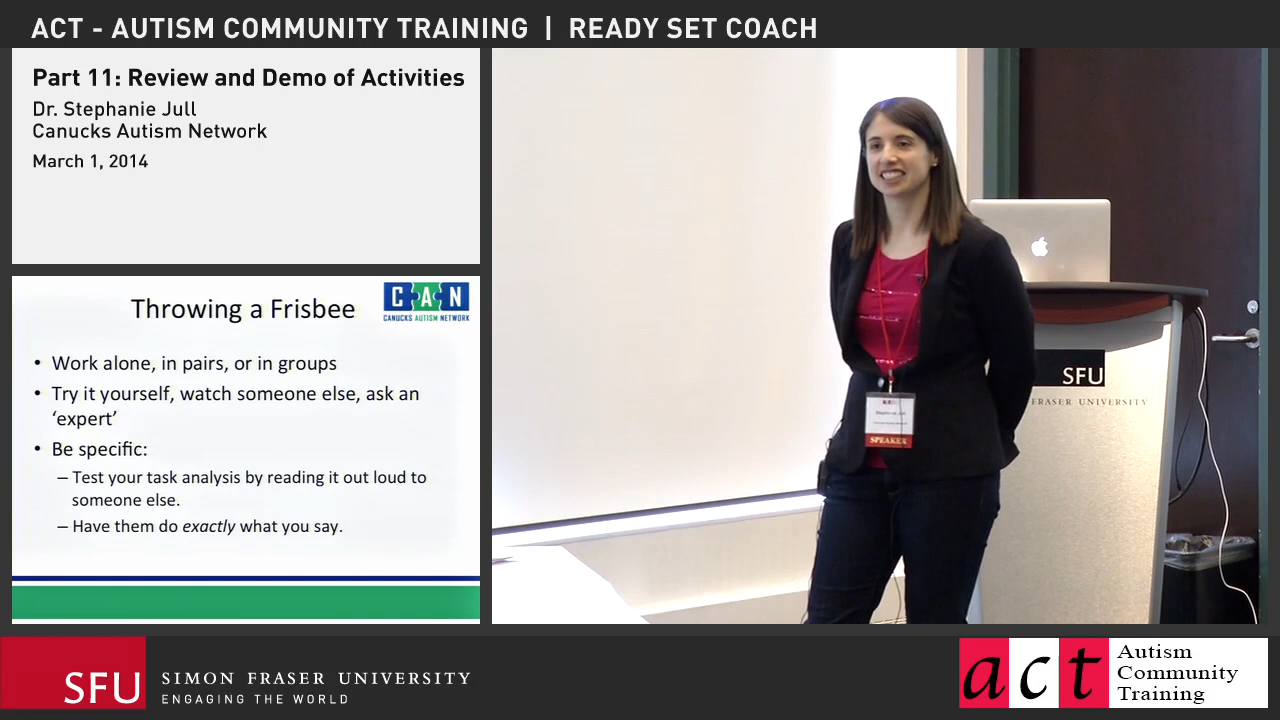 ACT - AUTISM COMMUNITY TRAINING | READY SET COACH
Part 11: Review and Demo of Activities
Dr. Stephanie Jull
Canucks Autism Network
March 1, 2014
Throwing a Frisbee
CAN
CANUCKS AUTISM NETWORK
• Work alone, in pairs, or in groups
• Try it yourself, watch someone else, ask an
‘expert’
• Be specific:
– Test your task analysis by reading it out loud to
someone else.
– Have them do exactly what you say.
SFU
FRASER UNIVERSITY
SPEAKER
SFU
SIMON FRASER UNIVERSITY
ENGAGING THE WORLD
act
Autism
Community
Training